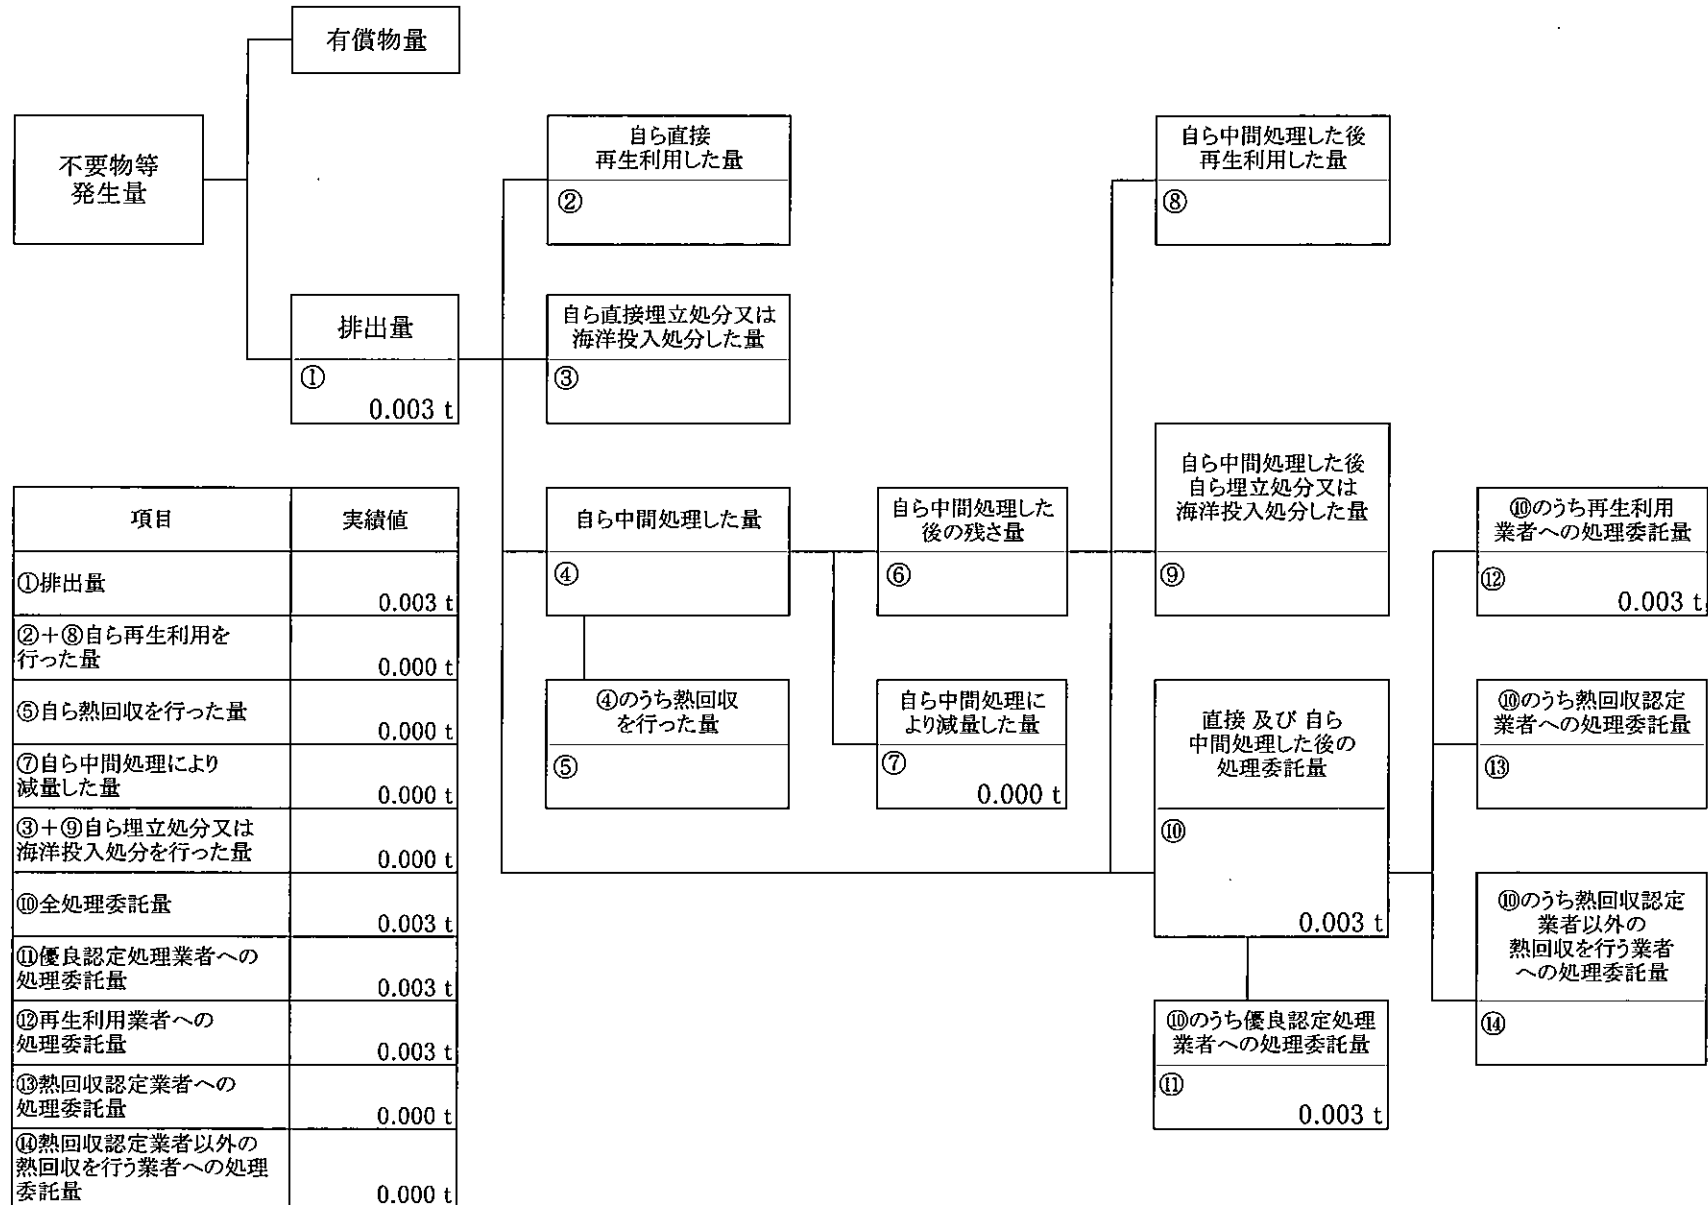 有償物量
不要物等
発生量
自ら直接
再生利用した量
②
自ら中間処理した後
再生利用した量
⑧
排出量
①
0.003 t
自ら直接埋立処分又は
海洋投入処分した量
③
自ら中間処理した量
④
自ら中間処理した
後の残さ量
⑥
自ら中間処理した後
自ら埋立処分又は
海洋投入処分した量
⑨
⑩のうち再生利用
業者への処理委託量
⑫
0.003 t
④のうち熱回収
を行った量
⑤
自ら中間処理に
より減量した量
⑦
0.000 t
直接 及び 自ら
中間処理した後の
処理委託量
⑩
0.003 t
⑩のうち熱回収認定
業者への処理委託量
⑬
⑩のうち熱回収認定
業者以外の
熱回収を行う業者
への処理委託量
⑭
⑩のうち優良認定処理
業者への処理委託量
⑪
0.003 t
項目 実績値
①排出量
0.003 t
②+⑧自ら再生利用を
行った量
0.000 t
⑤自ら熱回収を行った量
0.000 t
⑦自ら中間処理により
減量した量
0.000 t
③+⑨自ら埋立処分又は
海洋投入処分を行った量
0.000 t
⑩全処理委託量
0.003 t
⑪優良認定処理業者への
処理委託量
0.003 t
⑫再生利用業者への
処理委託量
0.003 t
⑬熱回収認定業者への
処理委託量
0.000 t
⑭熱回収認定業者以外の
熱回収を行う業者への処理
委託量
0.000 t